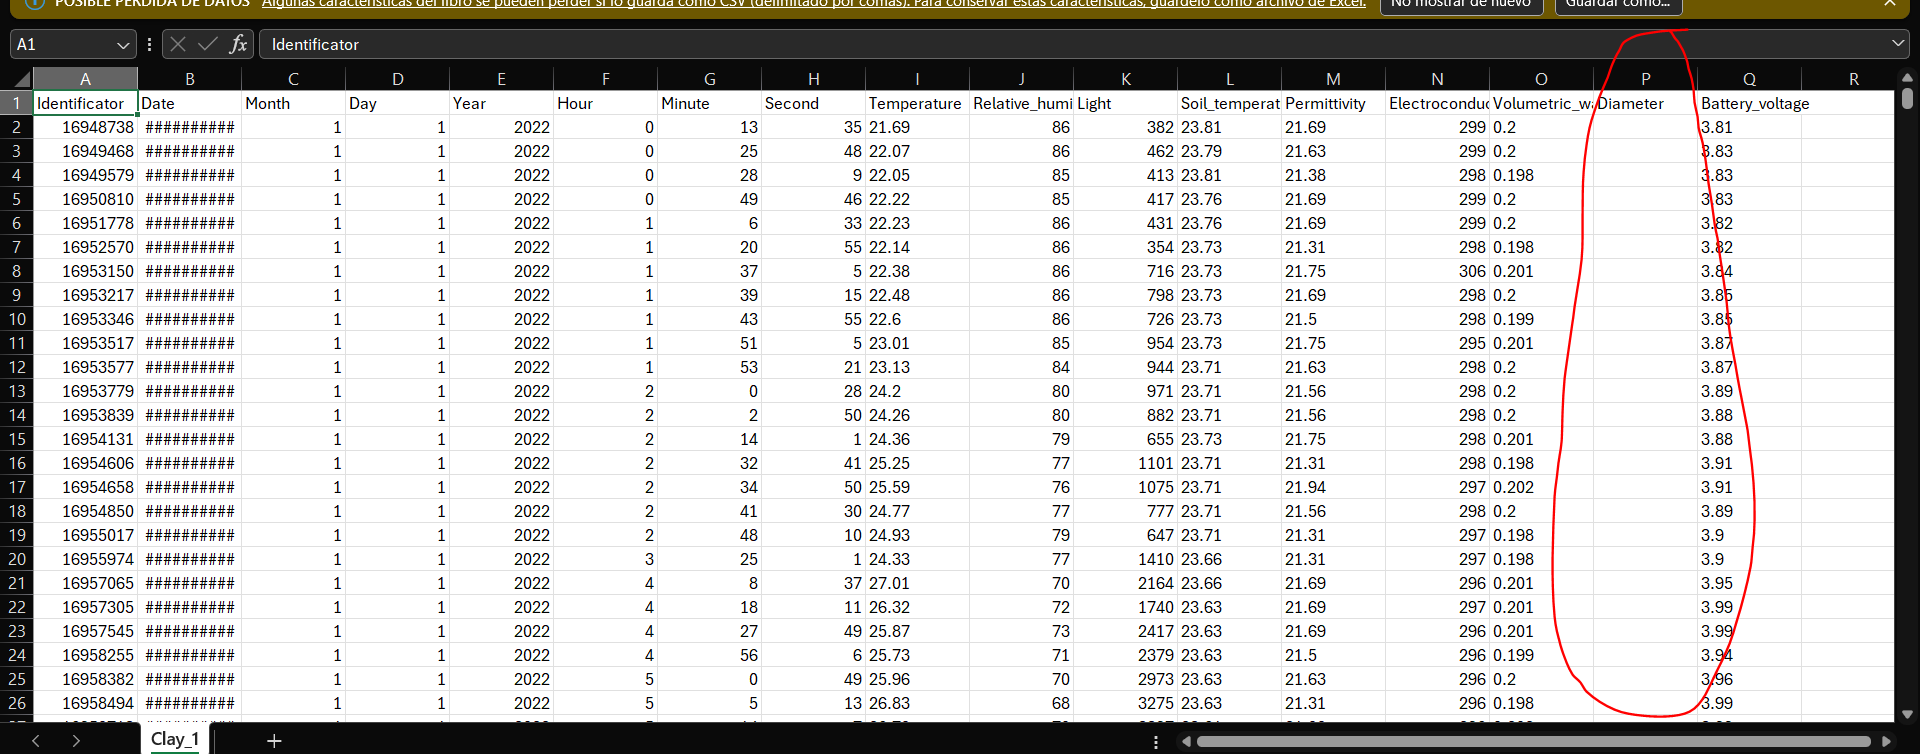 POSIBLE PÉRDIDA DE DATOS Algunas características del libro se pueden perder si lo guarda como CSV (delimitado por comas). Para conservar estas características, guárdelo como archivo de Excel. No mostrar de nuevo Guardar como...
A1 fx Identificator
A B C D E F G H I J K L M N O P Q R
1 Identificator Date Month Day Year Hour Minute Second Temperature Relative_humi Light Soil_temperat Permittivity Electroconduc Volumetric_wa Diameter Battery_voltage
2 16948738 ########## 1 1 2022 0 13 35 21.69 86 382 23.81 21.69 299 0.2 3.81
3 16949468 ########## 1 1 2022 0 25 48 22.07 86 462 23.79 21.63 299 0.2 3.83
4 16949579 ########## 1 1 2022 0 28 9 22.05 85 413 23.81 21.38 298 0.198 3.83
5 16950810 ########## 1 1 2022 0 49 46 22.22 85 417 23.76 21.69 299 0.2 3.83
6 16951778 ########## 1 1 2022 1 6 33 22.23 86 431 23.76 21.69 299 0.2 3.82
7 16952570 ########## 1 1 2022 1 20 55 22.14 86 354 23.73 21.31 298 0.198 3.82
8 16953150 ########## 1 1 2022 1 37 5 22.38 86 716 23.73 21.75 306 0.201 3.84
9 16953217 ########## 1 1 2022 1 39 15 22.48 86 798 23.73 21.69 298 0.2 3.85
10 16953346 ########## 1 1 2022 1 43 55 22.6 86 726 23.73 21.5 298 0.199 3.85
11 16953517 ########## 1 1 2022 1 51 5 23.01 85 954 23.73 21.75 295 0.201 3.87
12 16953577 ########## 1 1 2022 1 53 21 23.13 84 944 23.71 21.63 298 0.2 3.87
13 16953779 ########## 1 1 2022 2 0 28 24.2 80 971 23.71 21.56 298 0.2 3.89
14 16953839 ########## 1 1 2022 2 2 50 24.26 80 882 23.71 21.56 298 0.2 3.88
15 16954131 ########## 1 1 2022 2 14 1 24.36 79 655 23.73 21.75 298 0.201 3.88
16 16954606 ########## 1 1 2022 2 32 41 25.25 77 1101 23.71 21.31 298 0.198 3.91
17 16954658 ########## 1 1 2022 2 34 50 25.59 76 1075 23.71 21.94 297 0.202 3.91
18 16954850 ########## 1 1 2022 2 41 30 24.77 77 777 23.71 21.56 298 0.2 3.89
19 16955017 ########## 1 1 2022 2 48 10 24.93 79 647 23.71 21.31 297 0.198 3.9
20 16955974 ########## 1 1 2022 3 25 1 24.33 77 1410 23.66 21.31 297 0.198 3.9
21 16957065 ########## 1 1 2022 4 8 37 27.01 70 2164 23.66 21.69 296 0.201 3.95
22 16957305 ########## 1 1 2022 4 18 11 26.32 72 1740 23.63 21.69 297 0.201 3.99
23 16957545 ########## 1 1 2022 4 27 49 25.87 73 2417 23.63 21.69 296 0.201 3.99
24 16958255 ########## 1 1 2022 4 56 6 25.73 71 2379 23.63 21.5 296 0.199 3.94
25 16958382 ########## 1 1 2022 5 0 49 25.96 70 2973 23.63 21.63 296 0.2 3.96
26 16958494 ########## 1 1 2022 5 5 13 26.83 68 3275 23.63 21.31 296 0.198 3.99
Clay_1